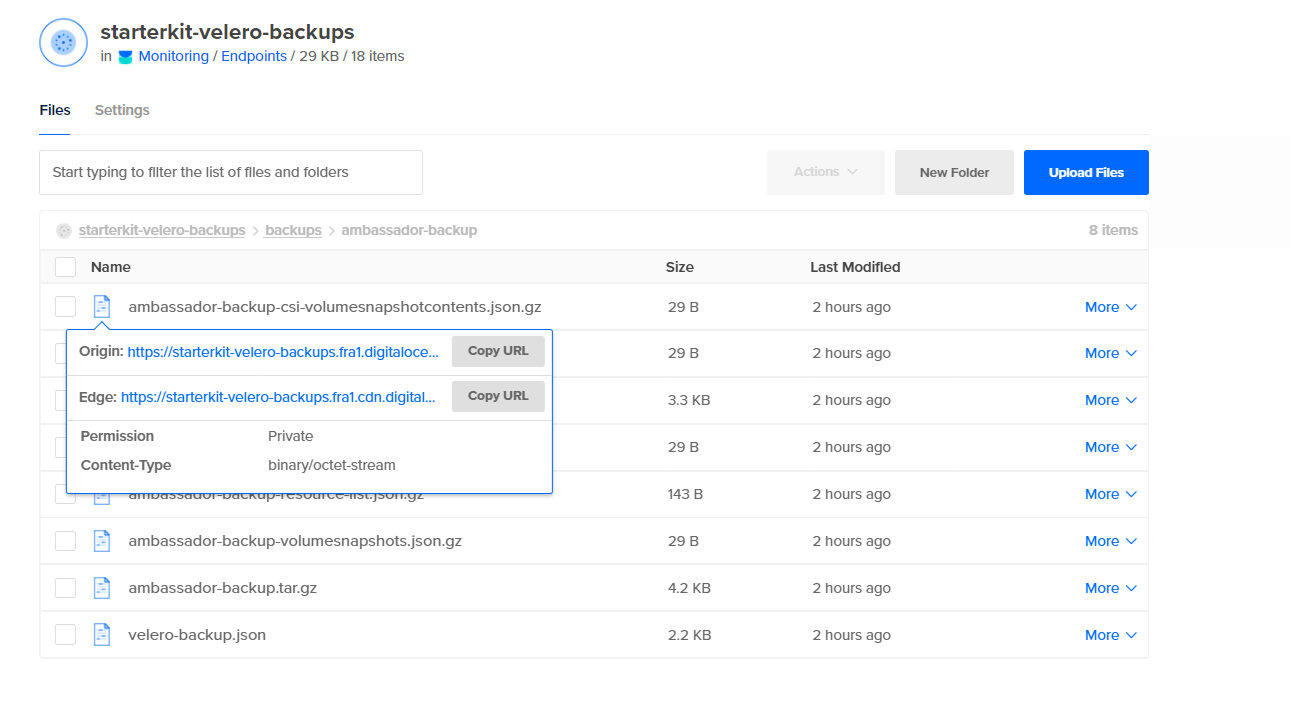 starterkit-velero-backups
in Monitoring / Endpoints / 29 KB / 18 items
Files Settings
Start typing to filter the list of files and folders Actions New Folder Upload Files
starterkit-velero-backups > backups > ambassador-backup 8 items
Name Size Last Modified
ambassador-backup-csi-volumesnapshotcontents.json.gz 29 B 2 hours ago More
Origin: https://starterkit-velero-backups.fra1.digitaloce... Copy URL
29 B 2 hours ago More
Edge: https://starterkit-velero-backups.fra1.cdn.digital... Copy URL
3.3 KB 2 hours ago More
Permission Private
29 B 2 hours ago More
Content-Type binary/octet-stream
ambassador-backup-resource-list.json.gz 143 B 2 hours ago More
ambassador-backup-volumesnapshots.json.gz 29 B 2 hours ago More
ambassador-backup.tar.gz 4.2 KB 2 hours ago More
velero-backup.json 2.2 KB 2 hours ago More